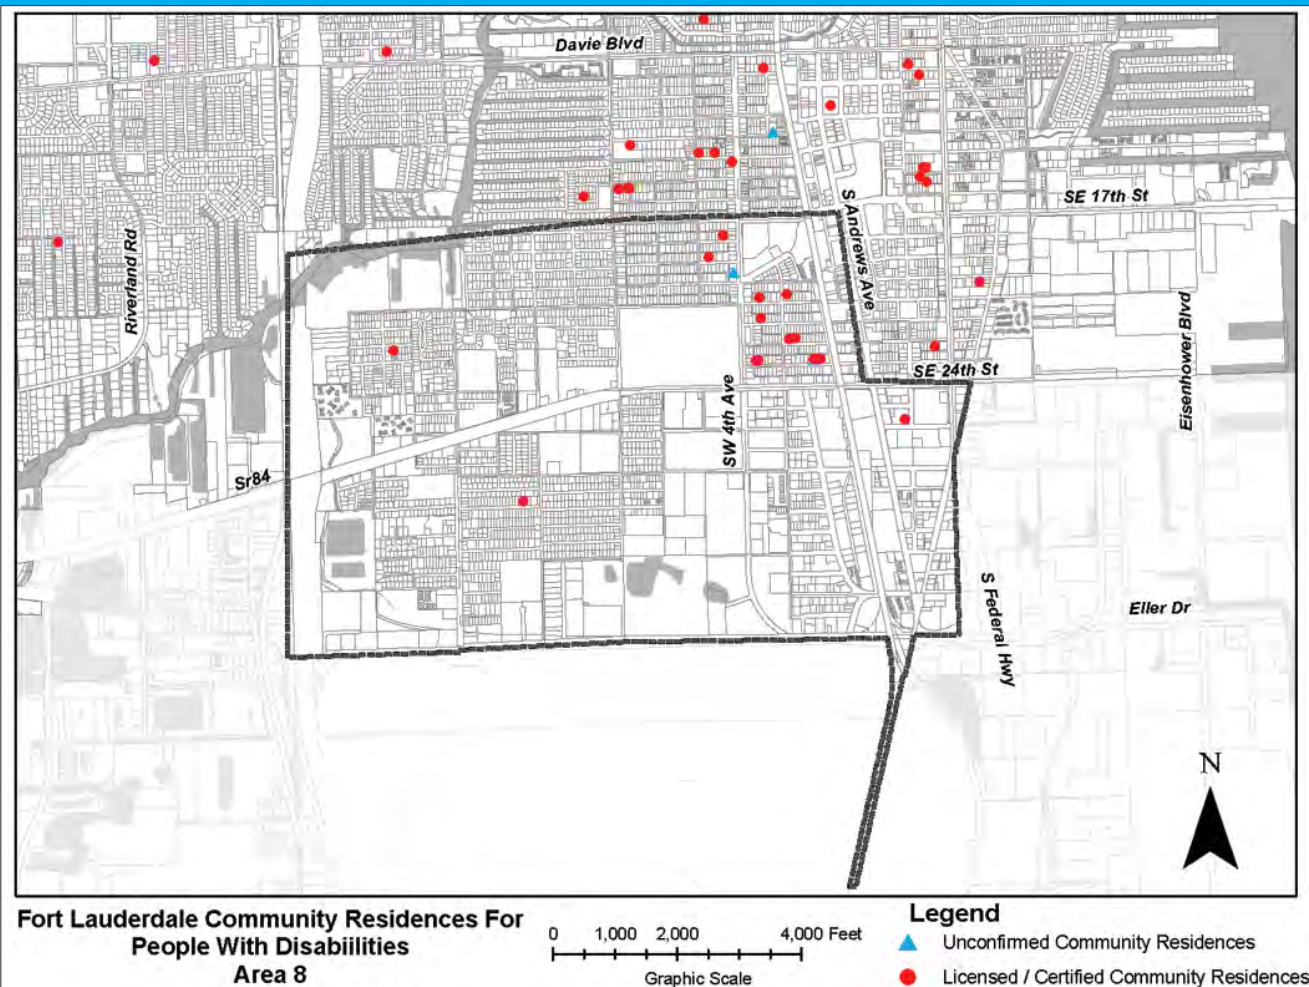 Davie Blvd
SE 17th St
S Andrews Ave
Riverland Rd
Eisenhower Blvd
SE 24th St
SW 4th Ave
Sr84
S Federal Hwy
Eller Dr
N
Fort Lauderdale Community Residences For
People With Disabiilities
Area 8
0 1,000 2,000 4,000 Feet
Graphic Scale
Legend
Unconfirmed Community Residences
Licensed / Certified Community Residences